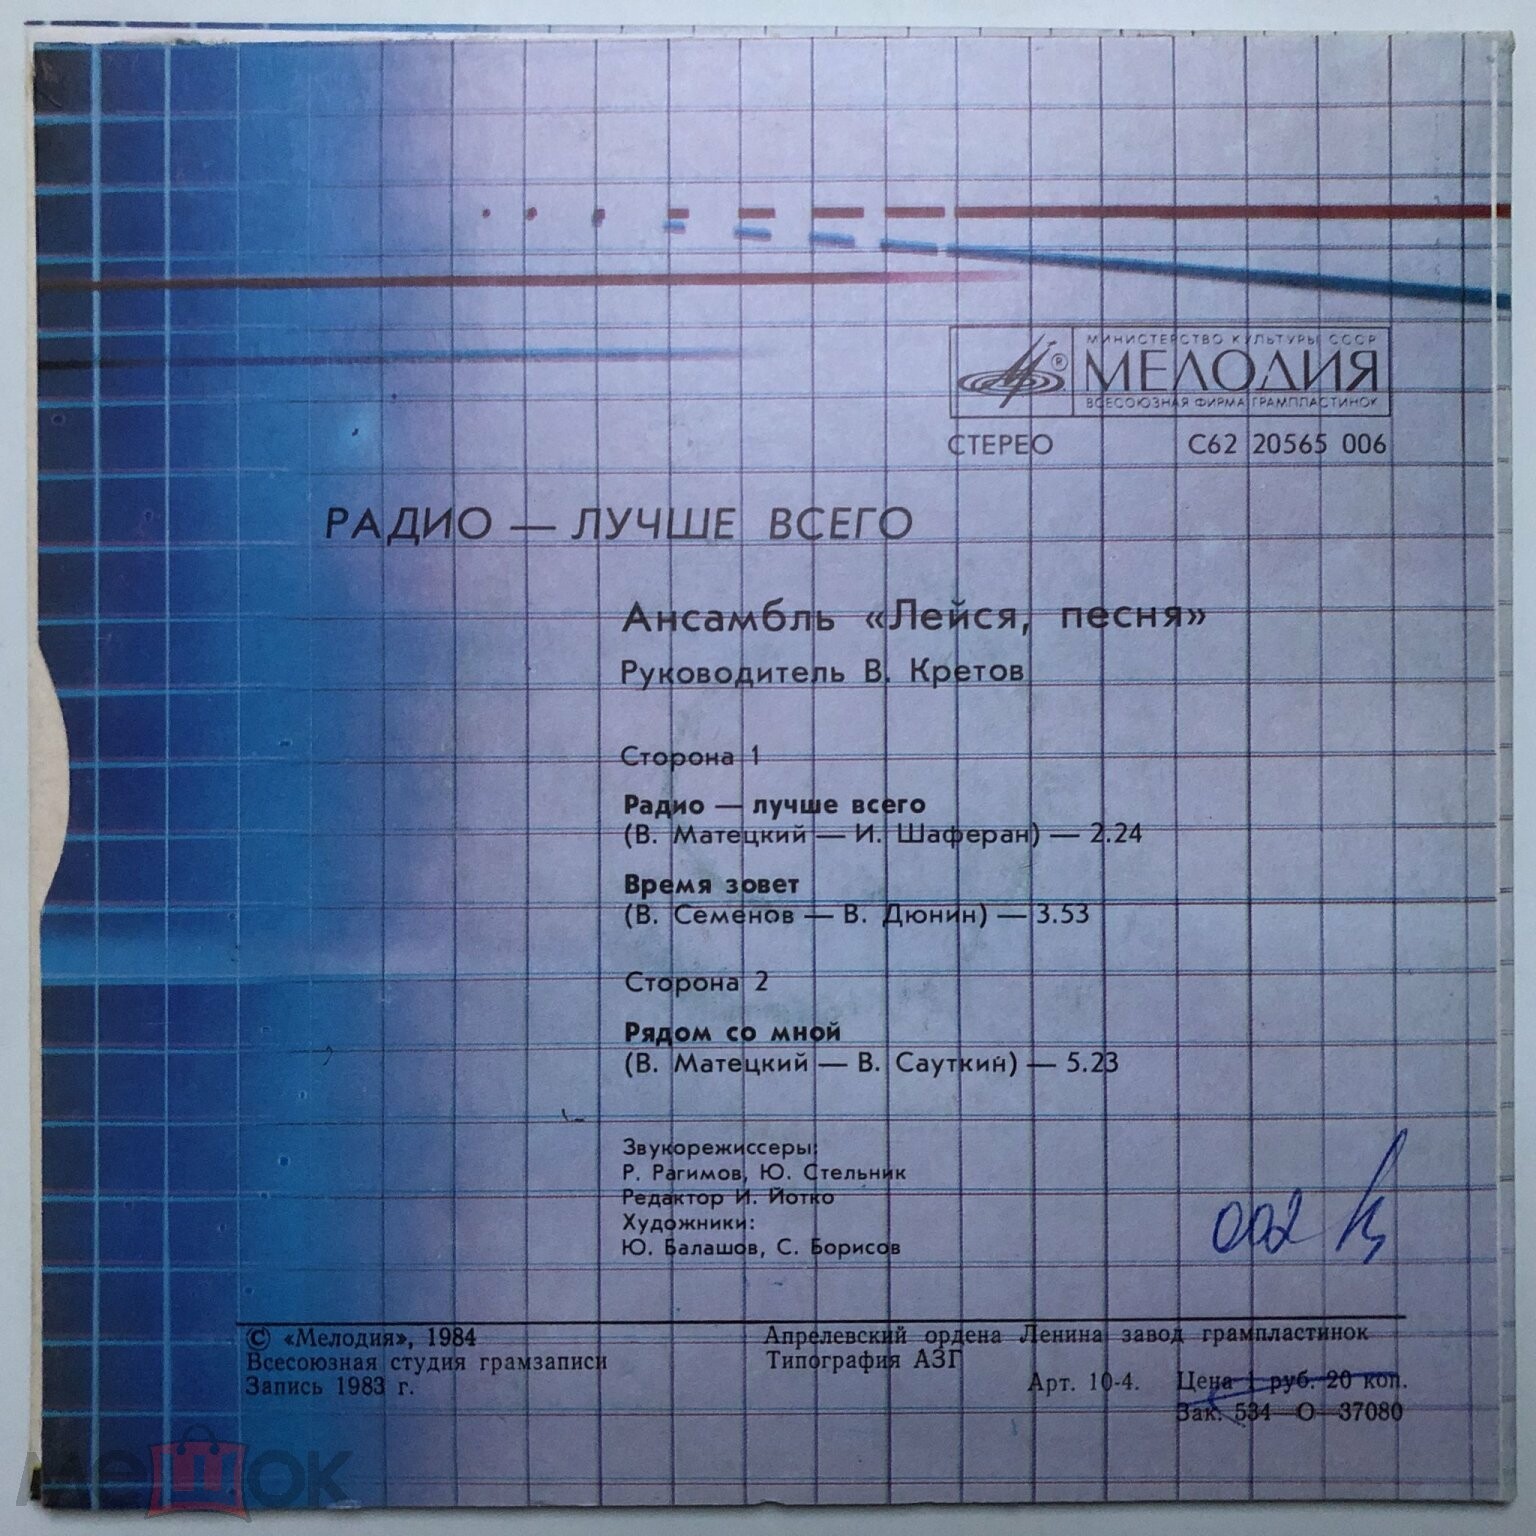 МИНИСТЕРСТВО КУЛЬТУРЫ СССР
МЕЛОДИЯ
ВСЕСОЮЗНАЯ ФИРМА ГРАМПЛАСТИНОК
СТЕРЕО С62 20565 006
РАДИО — ЛУЧШЕ ВСЕГО
Ансамбль «Лейся, песня»
Руководитель В. Кретов
Сторона 1
Радио — лучше всего
(В. Матецкий — И. Шаферан) — 2.24
Время зовет
(В. Семенов — В. Дюнин) — 3.53
Сторона 2
Рядом со мной
(В. Матецкий — В. Сауткин) — 5.23
Звукорежиссеры:
Р. Рагимов, Ю. Стельник
Редактор И. Йотко
Художники:
Ю. Балашов, С. Борисов
© «Мелодия», 1984
Всесоюзная студия грамзаписи
Запись 1983 г.
Апрелевский ордена Ленина завод грампластинок
Типография АЗГ
Арт. 10-4. Цена 1 руб. 20 коп.
Зак. 534—О—37080
мешок